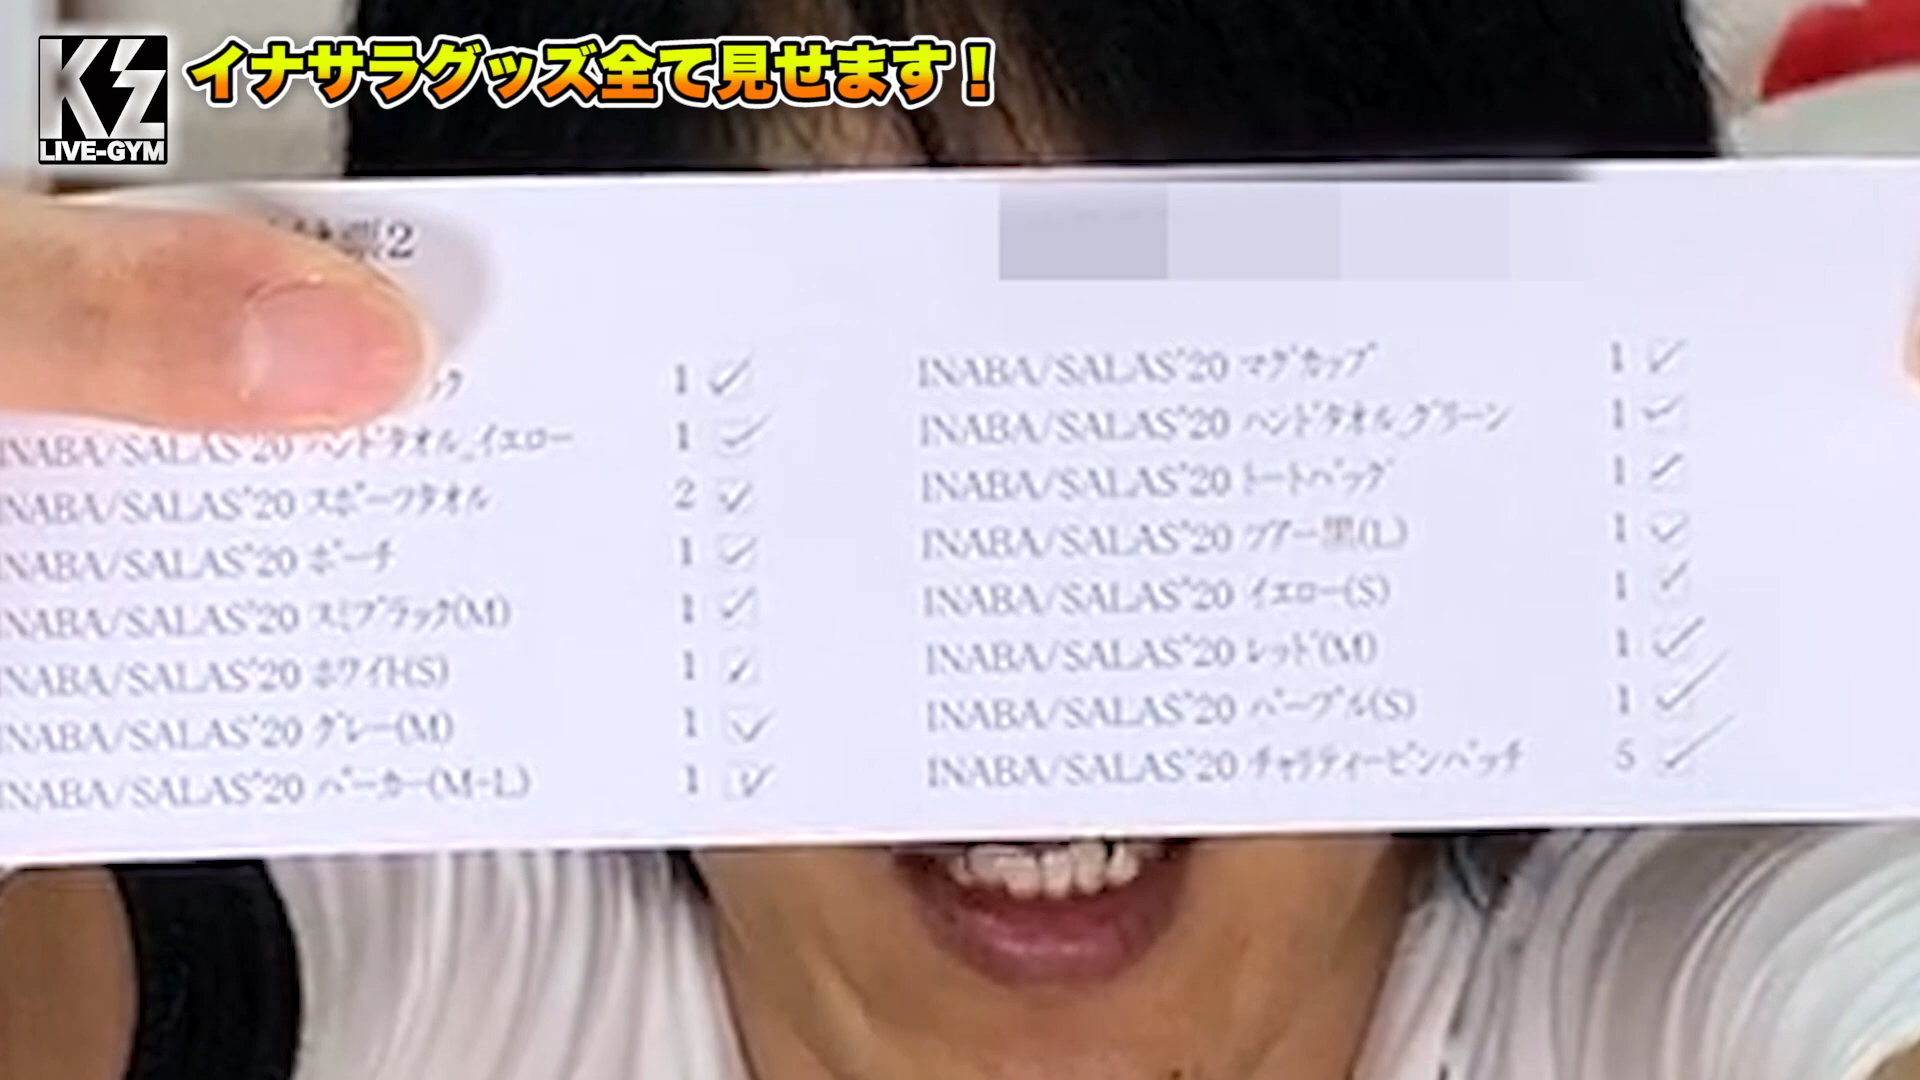 KZ
LIVE-GYM
イナサラグッズ全て見せます！
票2
ック 1
INABA/SALAS'20 ハンドタオル_イエロー 1
INABA/SALAS'20 スポーツタオル 2
INABA/SALAS'20 ポーチ 1
INABA/SALAS'20 スミブラック(M) 1
INABA/SALAS'20 ホワイト(S) 1
INABA/SALAS'20 グレー(M) 1
INABA/SALAS'20 パーカー(M-L) 1
INABA/SALAS'20 マグカップ 1
INABA/SALAS'20 ハンドタオル_グリーン 1
INABA/SALAS'20 トートバッグ 1
INABA/SALAS'20 ツアー黒(L) 1
INABA/SALAS'20 イエロー(S) 1
INABA/SALAS'20 レッド(M) 1
INABA/SALAS'20 パープル(S) 1
INABA/SALAS'20 チャリティーピンバッチ 5